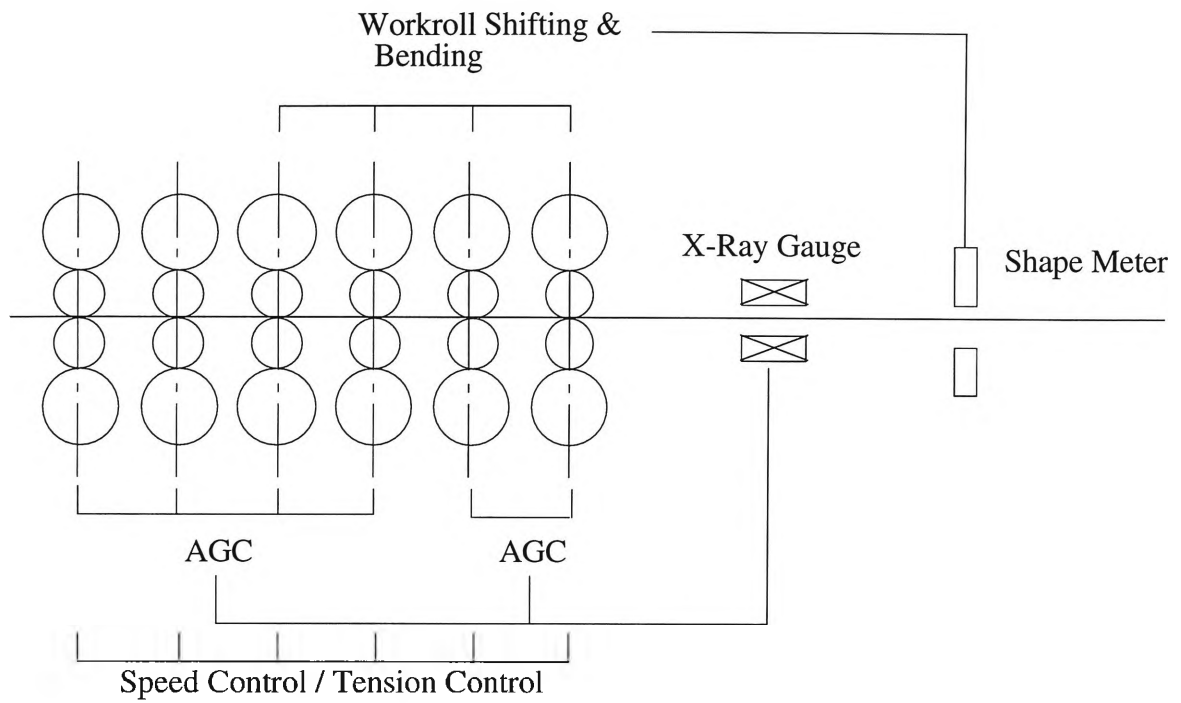 Workroll Shifting &
Bending
X-Ray Gauge
Shape Meter
AGC
AGC
Speed Control / Tension Control